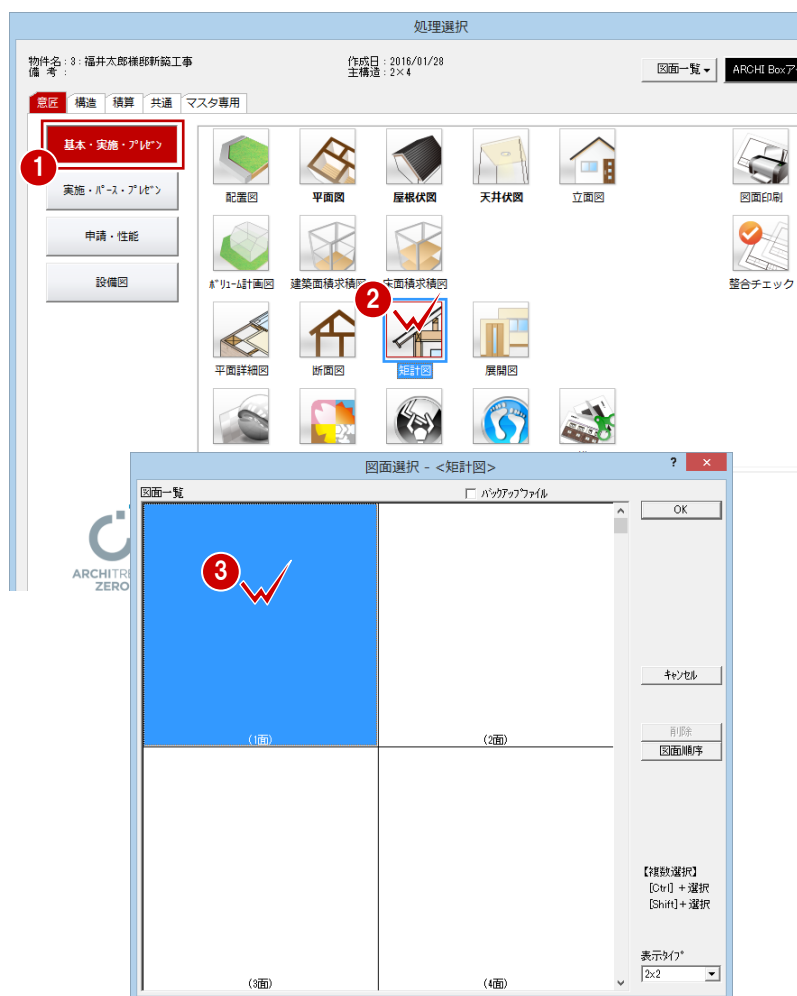 処理選択
物件名:3:福井太郎様邸新築工事
作成日:2016/01/28
備 考:
主構造:2×4
図面一覧
ARCHI Boxア
意匠 構造 積算 共通 マスタ専用
1
基本・実施・プレゼン
実施・パース・プレゼン
申請・性能
設備図
配置図 平面図 屋根伏図 天井伏図 立面図 図面印刷
ボリューム計画図 建築面積求積図 床面積求積図 整合チェック
2
平面詳細図 断面図 矩計図 展開図
図面選択 - <矩計図>
? ×
図面一覧
バックアップファイル
OK
3
ARCHITRE
ZERO
キャンセル
(1面) (2面)
削除
図面順序
【複数選択】
[Ctrl]+選択
[Shift]+選択
表示タイプ
2x2
(3面) (4面)